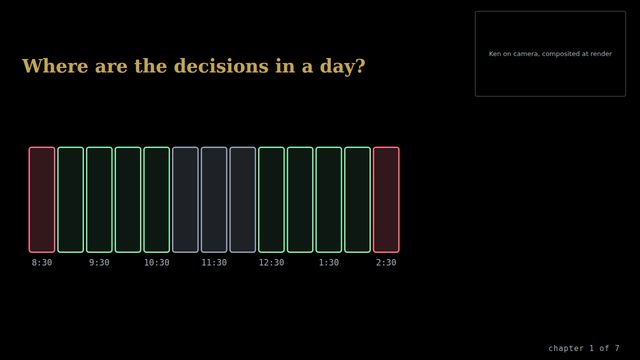 Ken on camera, composited at render
Where are the decisions in a day?
8:30 9:30 10:30 11:30 12:30 1:30 2:30
chapter 1 of 7